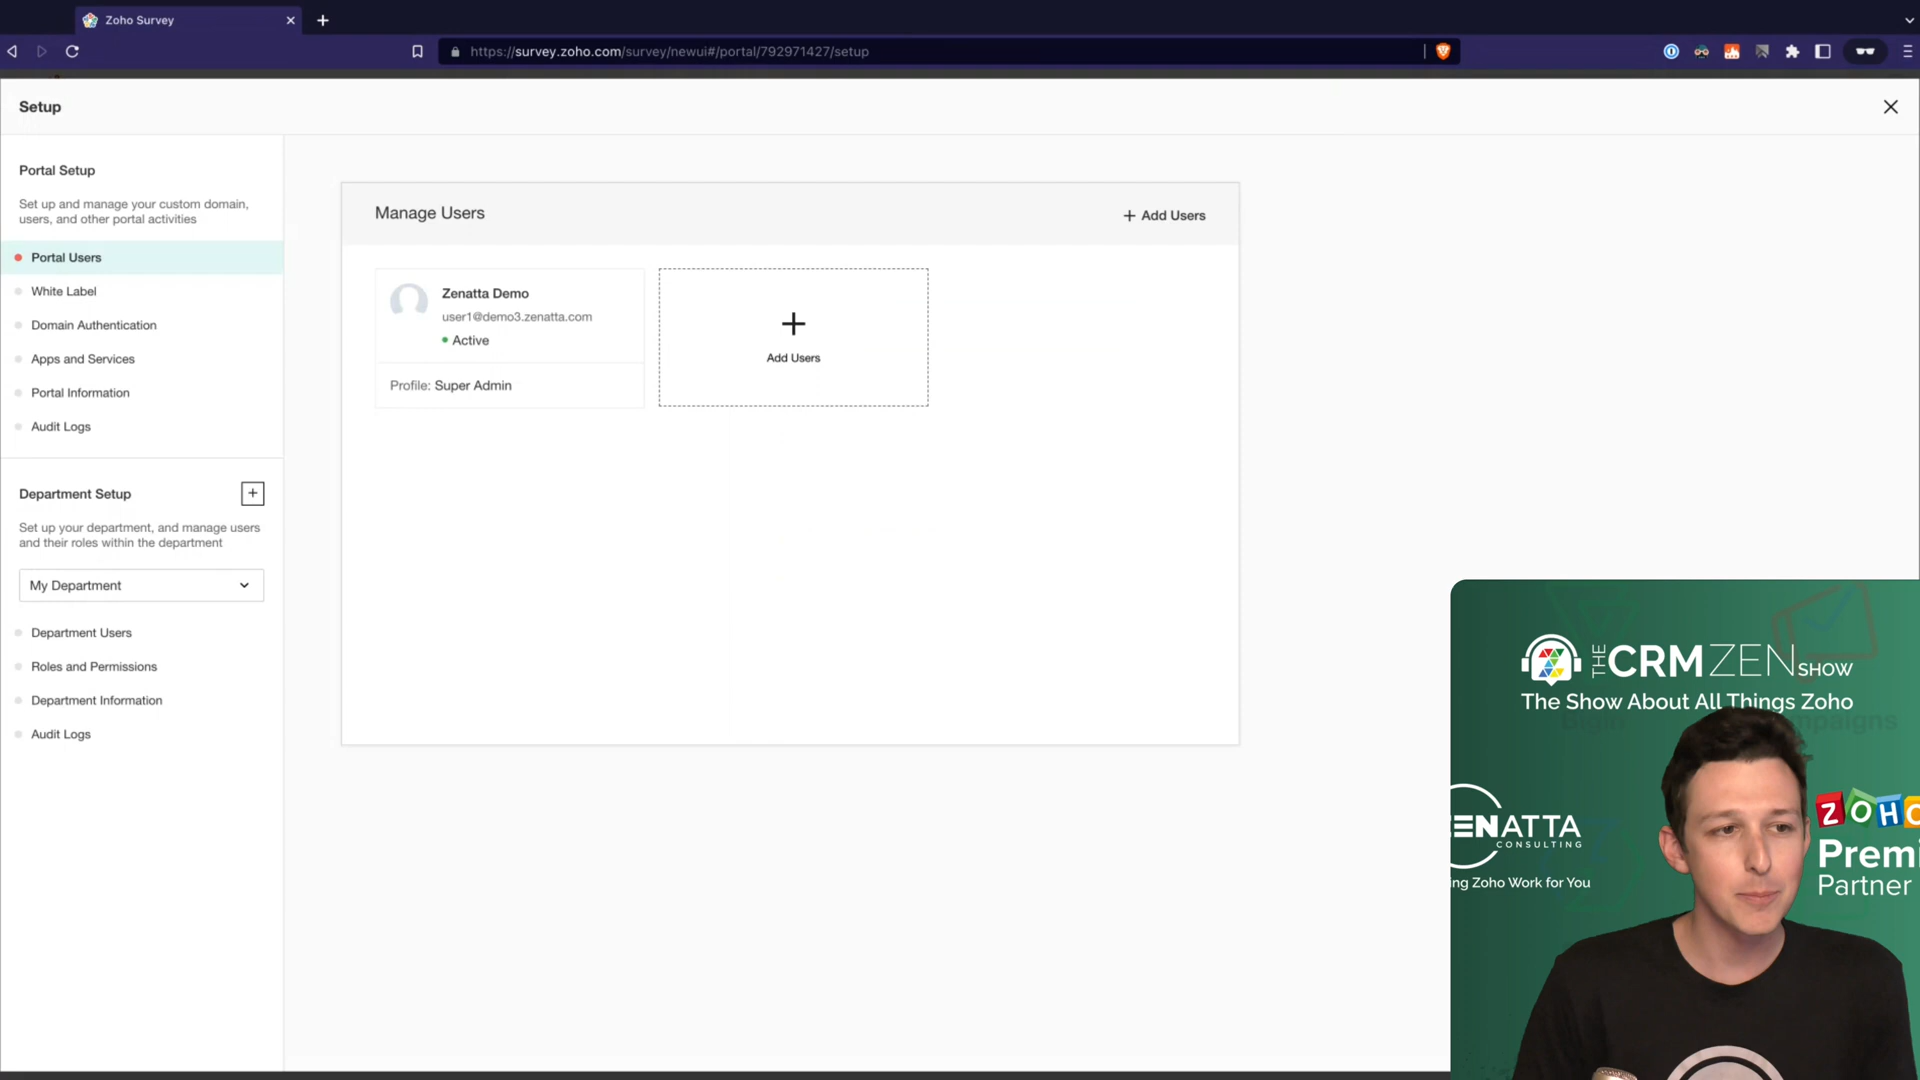 Zoho Survey
https://survey.zoho.com/survey/newui#/portal/792971427/setup
Setup
Portal Setup
Set up and manage your custom domain,
users, and other portal activities
Portal Users
White Label
Domain Authentication
Apps and Services
Portal Information
Audit Logs
Department Setup
Set up your department, and manage users
and their roles within the department
My Department
Department Users
Roles and Permissions
Department Information
Audit Logs
Manage Users
Add Users
Zenatta Demo
user1@demo3.zenatta.com
Active
Profile: Super Admin
Add Users
THE CRM ZEN SHOW
The Show About All Things Zoho
Bigin
mpaigns
ENATTA
CONSULTING
ing Zoho Work for You
ZOHO
Premi
Partner